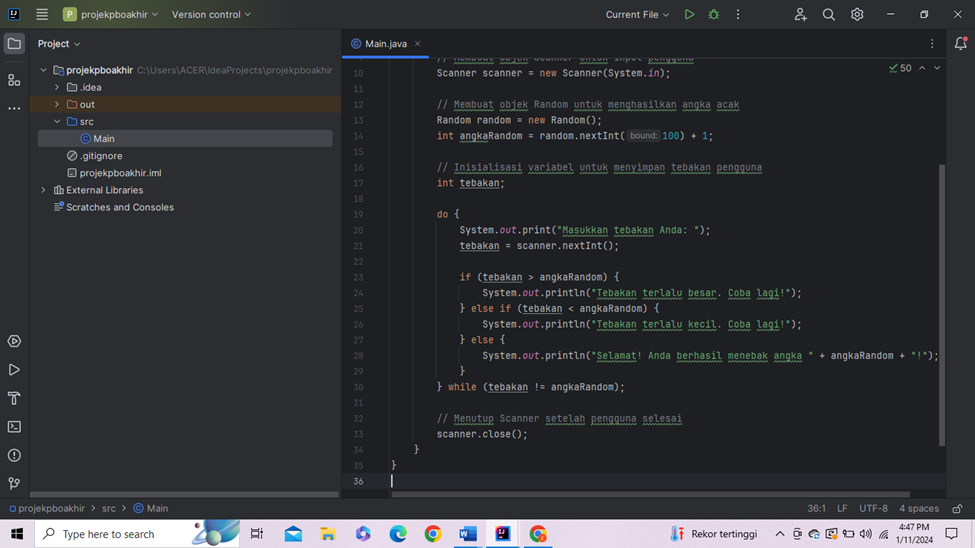 projekpboakhir
Version control
Current File
Project
Main.java
projekpboakhir C:\Users\ACER\IdeaProjects\projekpboakhir
.idea
out
src
Main
.gitignore
projekpboakhir.iml
External Libraries
Scratches and Consoles
50
// Membuat objek Scanner untuk input pengguna
10 Scanner scanner = new Scanner(System.in);
11
12 // Membuat objek Random untuk menghasilkan angka acak
13 Random random = new Random();
14 int angkaRandom = random.nextInt( bound: 100) + 1;
15
16 // Inisialisasi variabel untuk menyimpan tebakan pengguna
17 int tebakan;
18
19 do {
20 System.out.print("Masukkan tebakan Anda: ");
21 tebakan = scanner.nextInt();
22
23 if (tebakan > angkaRandom) {
24 System.out.println("Tebakan terlalu besar. Coba lagi!");
25 } else if (tebakan < angkaRandom) {
26 System.out.println("Tebakan terlalu kecil. Coba lagi!");
27 } else {
28 System.out.println("Selamat! Anda berhasil menebak angka " + angkaRandom + "!");
29 }
30 } while (tebakan != angkaRandom);
31
32 // Menutup Scanner setelah pengguna selesai
33 scanner.close();
34 }
35 }
36
projekpboakhir > src > Main
36:1 LF UTF-8 4 spaces
Type here to search
Rekor tertinggi
4:47 PM
1/11/2024